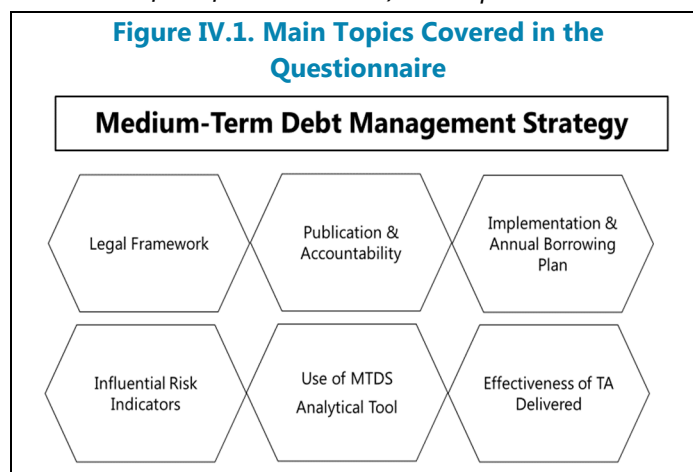 Figure IV.1. Main Topics Covered in the
Questionnaire
Medium-Term Debt Management Strategy
Legal Framework
Publication &
Accountability
Implementation &
Annual Borrowing
Plan
Influential Risk
Indicators
Use of MTDS
Analytical Tool
Effectiveness of TA
Delivered